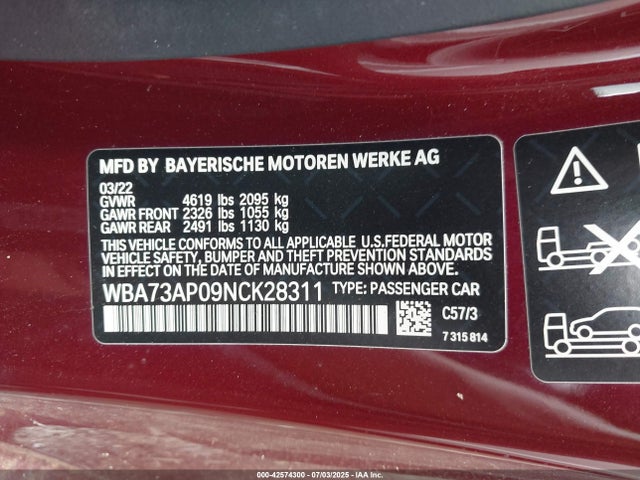 MFD BY BAYERISCHE MOTOREN WERKE AG
03/22
GVWR 4619 lbs 2095 kg
GAWR FRONT 2326 lbs 1055 kg
GAWR REAR 2491 lbs 1130 kg
THIS VEHICLE CONFORMS TO ALL APPLICABLE U.S.FEDERAL MOTOR
VEHICLE SAFETY, BUMPER AND THEFT PREVENTION STANDARDS
IN EFFECT ON THE DATE OF MANUFACTURE SHOWN ABOVE.
WBA73AP09NCK28311 TYPE: PASSENGER CAR
C57/3
7 315 814
000-42574300 - 07/03/2025 - IAA Inc.